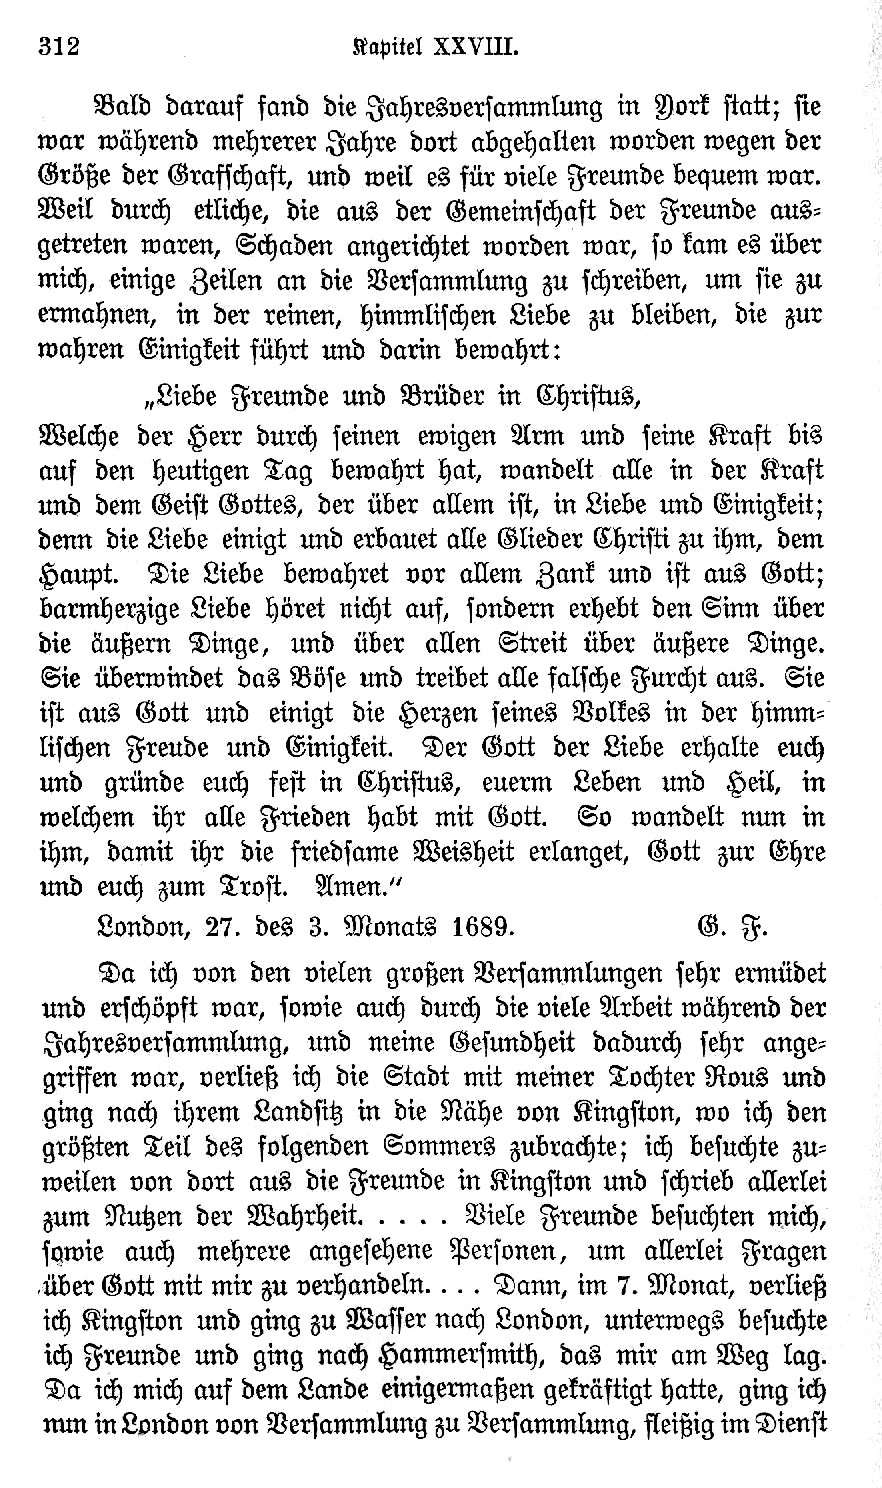 312 Kapitel XXVIII.
Bald darauf fand die Jahresversammlung in York statt; sie
war während mehrerer Jahre dort abgehalten worden wegen der
Größe der Grafschaft, und weil es für viele Freunde bequem war.
Weil durch etliche, die aus der Gemeinschaft der Freunde aus-
getreten waren, Schaden angerichtet worden war, so kam es über
mich, einige Zeilen an die Versammlung zu schreiben, um sie zu
ermahnen, in der reinen, himmlischen Liebe zu bleiben, die zur
wahren Einigkeit führt und darin bewahrt:
„Liebe Freunde und Brüder in Christus,
Welche der Herr durch seinen ewigen Arm und seine Kraft bis
auf den heutigen Tag bewahrt hat, wandelt alle in der Kraft
und dem Geist Gottes, der über allem ist, in Liebe und Einigkeit;
denn die Liebe einigt und erbauet alle Glieder Christi zu ihm, dem
Haupt. Die Liebe bewahret vor allem Zank und ist aus Gott;
barmherzige Liebe höret nicht auf, sondern erhebt den Sinn über
die äußern Dinge, und über allen Streit über äußere Dinge.
Sie überwindet das Böse und treibet alle falsche Furcht aus. Sie
ist aus Gott und einigt die Herzen seines Volkes in der himm-
lischen Freude und Einigkeit. Der Gott der Liebe erhalte euch
und gründe euch fest in Christus, euerm Leben und Heil, in
welchem ihr alle Frieden habt mit Gott. So wandelt nun in
ihm, damit ihr die friedsame Weisheit erlanget, Gott zur Ehre
und euch zum Trost. Amen.“
London, 27. des 3. Monats 1689. G. F.
Da ich von den vielen großen Versammlungen sehr ermüdet
und erschöpft war, sowie auch durch die viele Arbeit während der
Jahresversammlung, und meine Gesundheit dadurch sehr ange-
griffen war, verließ ich die Stadt mit meiner Tochter Rous und
ging nach ihrem Landsitz in die Nähe von Kingston, wo ich den
größten Teil des folgenden Sommers zubrachte; ich besuchte zu-
weilen von dort aus die Freunde in Kingston und schrieb allerlei
zum Nutzen der Wahrheit. . . . . Viele Freunde besuchten mich,
sowie auch mehrere angesehene Personen, um allerlei Fragen
über Gott mit mir zu verhandeln. . . . Dann, im 7. Monat, verließ
ich Kingston und ging zu Wasser nach London, unterwegs besuchte
ich Freunde und ging nach Hammersmith, das mir am Weg lag.
Da ich mich auf dem Lande einigermaßen gekräftigt hatte, ging ich
nun in London von Versammlung zu Versammlung, fleißig im Dienst